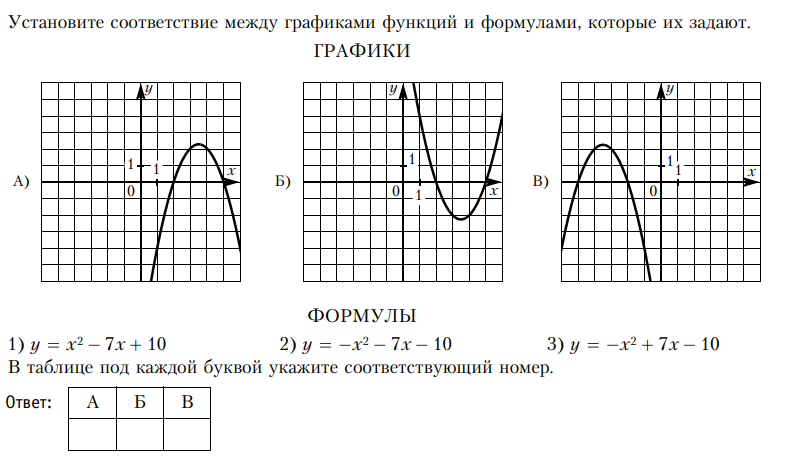 Установите соответствие между графиками функций и формулами, которые их задают.
ГРАФИКИ
А) y 1 1 x 0
Б) y 1 0 1 x
В) y 1 1 x 0
ФОРМУЛЫ
1) y = x² − 7x + 10 2) y = −x² − 7x − 10 3) y = −x² + 7x − 10
В таблице под каждой буквой укажите соответствующий номер.
Ответ: А Б В